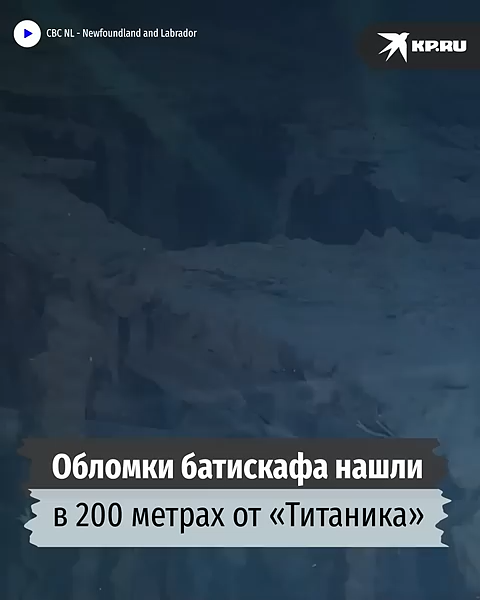 CBC NL - Newfoundland and Labrador
KP.RU
Обломки батискафа нашли
в 200 метрах от «Титаника»